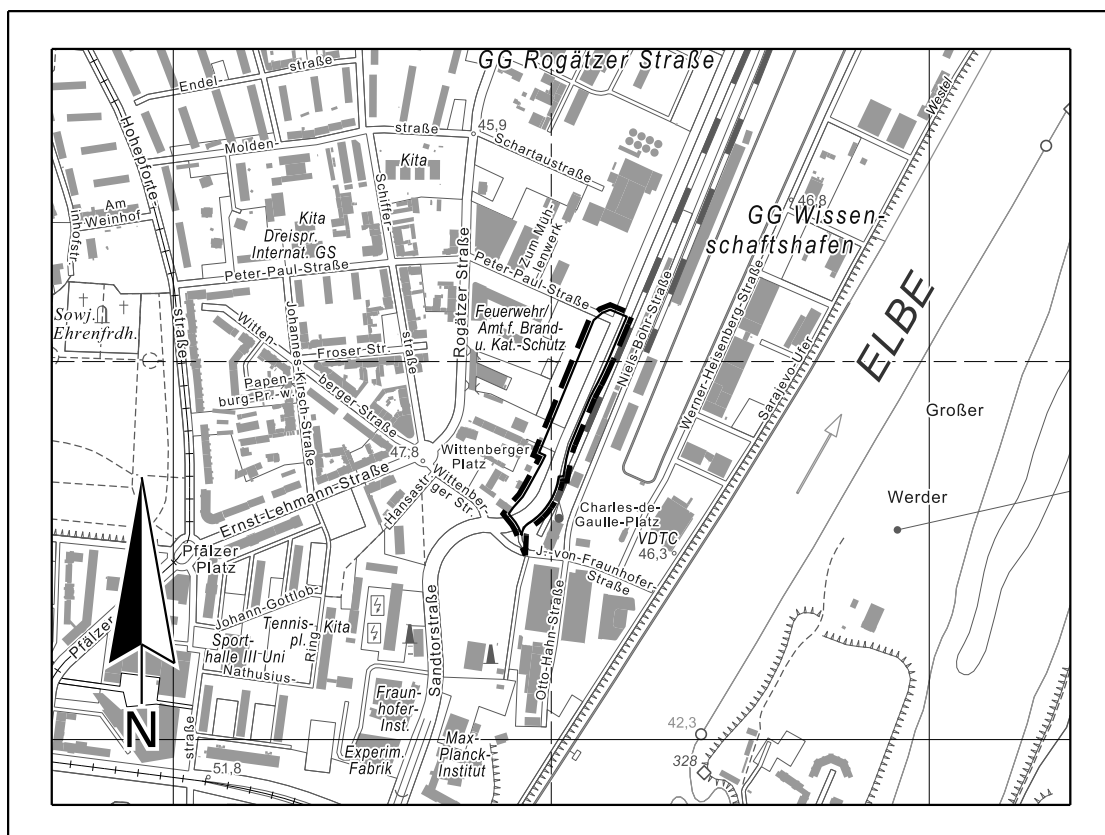 GG Rogätzer Straße
straße
Endel
Westel
Hohepforte-
45,9
straße
Molden
Schartaustraße
Kita
Schiffer-
Am
Weinhof
Inhofstr.
46,8
GG Wissen-
schaftshafen
Kita
Dreispr.
Internat. GS
Zum Müh-
lenwerk
Rogätzer-Straße
Peter-Paul-Straße
Peter-Paul-Straße
Sowj.
Ehrenfrdh.
straße
Witten
berger-Straße
Johannes-Kirsch-Straße
Froser-Str.
straße
Feuerwehr/
Amt f. Brand-
u. Kat.-Schutz
Niels-Bohr-Straße
Werner-Heisenberg-Straße
Sarajevo-Ufer
ELBE
Papen-
burg-Pr.-w.
Großer
47,8
Wittenberger
Platz
Wittenber-
ger Str.
Ernst-Lehmann-Straße
Hansastr.
Werder
Charles-de-
Gaulle-Platz
VDTC
46,3
J.-von-Fraunhofer-
Straße
Pfälzer
Platz
Pfälzer
Johann-Gottlob-
Tennis-
pl.
Kita
Ring
Sport-
halle III Uni
Nathusius-
Sandtorstraße
Otto-Hahn-Straße
Fraun-
hofer-
Inst.
42,3
N
straße
Experim.
Fabrik
Max-
Planck-
Institut
328
51,8